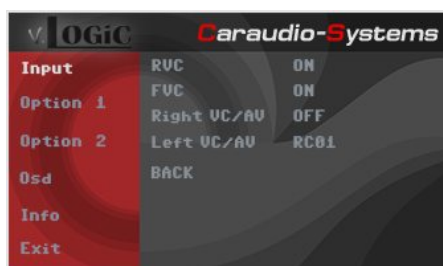 v.LOGiC Caraudio-Systems
Input
Option 1
Option 2
Osd
Info
Exit
RVC ON
FVC ON
Right VC/AV OFF
Left VC/AV RC01
BACK